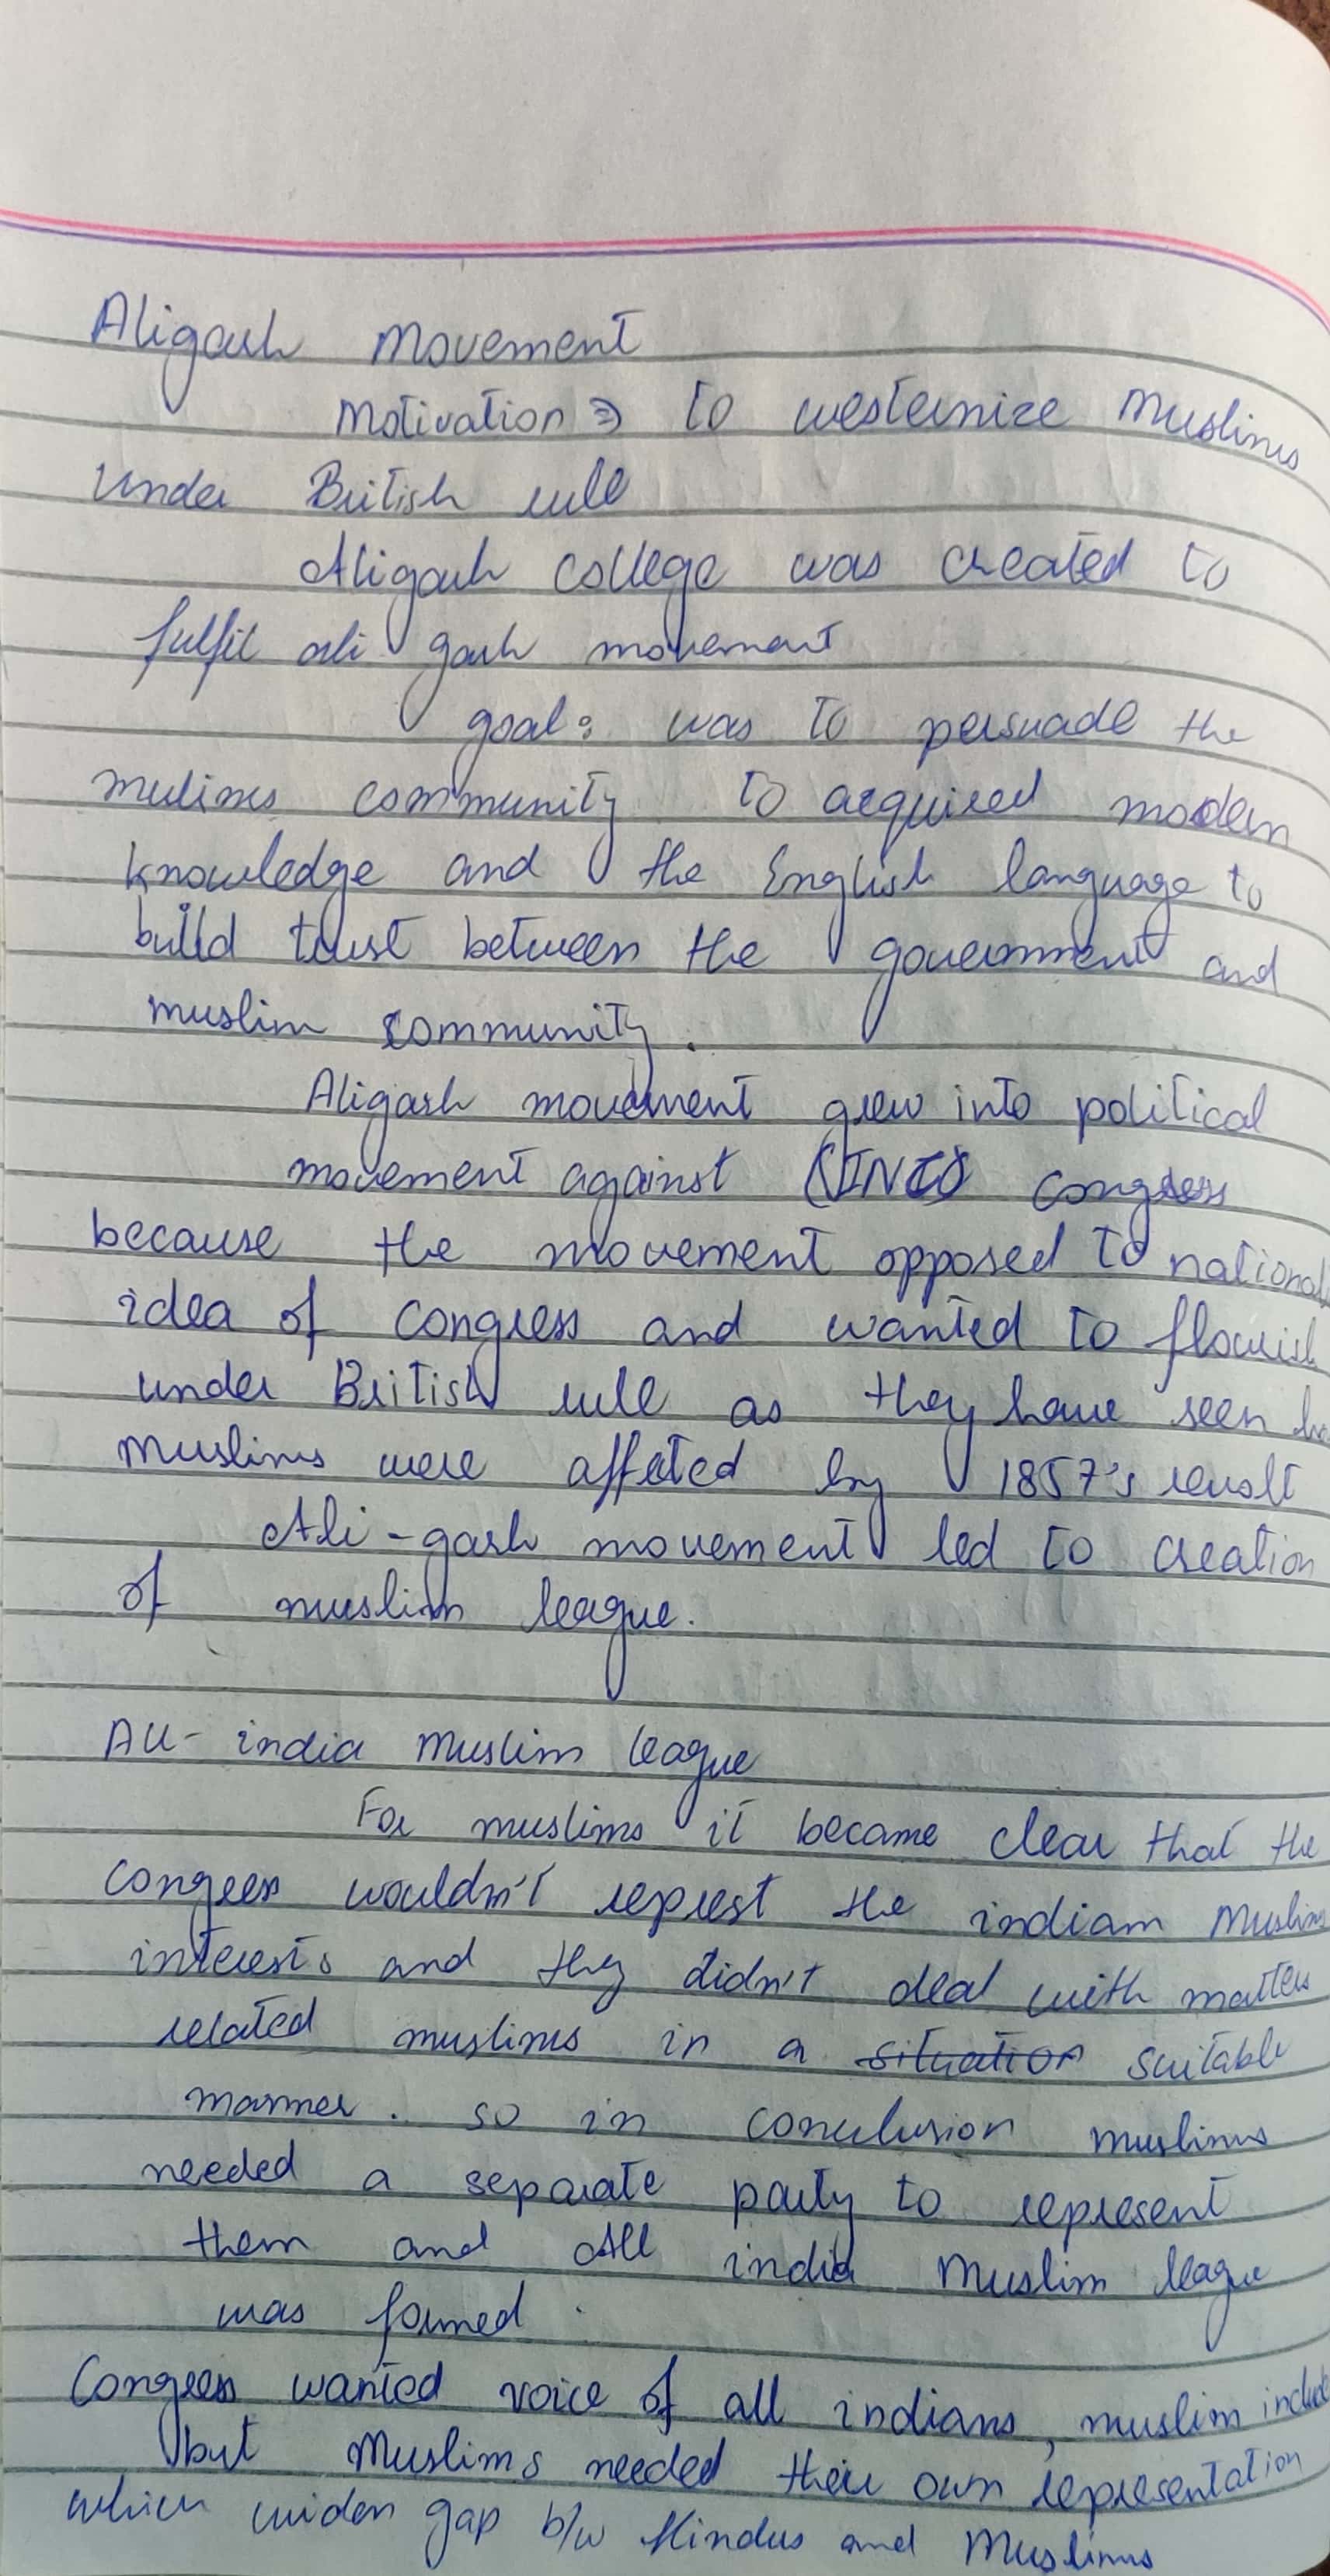 Aligarh Movement
Motivation ⇒ to westernize Muslims
under British rule
Aligarh college was created to
fulfil ali garh movement
goal: was to persuade the
mulims community to acquired modern
knowledge and the English language to
build trust between the government and
muslim community.
Aligarh movement grew into political
movement against (INC) congress
because the movement opposed to national
idea of congress and wanted to flourish
under British rule as they have seen
Muslims were affeted by 1857's revolt
Ali-garh movement led to creation
of muslim league.
All-india Muslim league
For muslims it became clear that the
congress wouldn't represt the indian Muslim
interests and they didn't deal with matters
related muslims in a situation suitable
manner. so in conculusion muslims
needed a separate party to represent
them and All india Muslim league
was formed.
Congress wanted voice of all indians, muslim
but Muslims needed their own representation
which widen gap b/w Hindus and Muslims